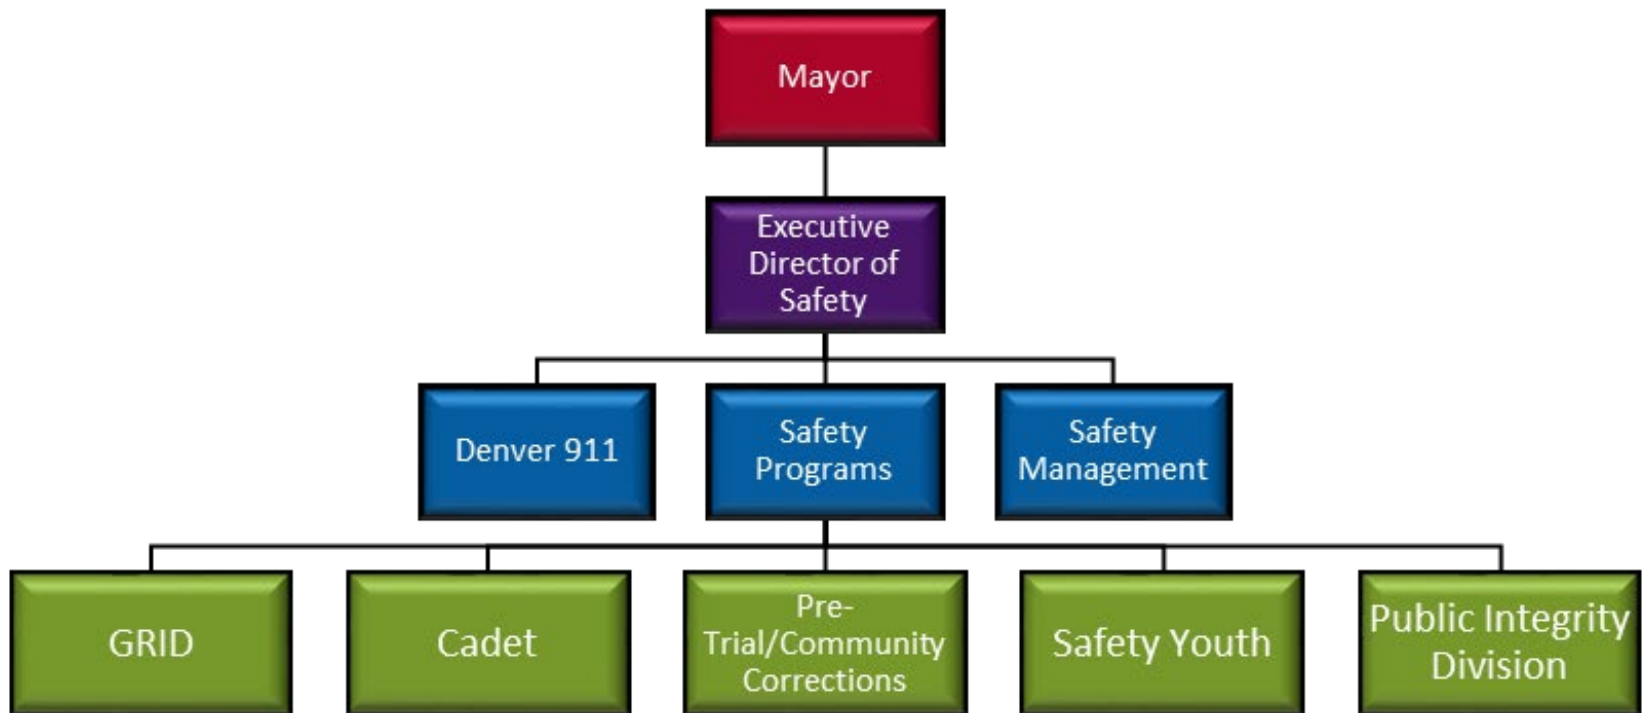 Mayor
Executive
Director of
Safety
Denver 911
Safety
Programs
Safety
Management
GRID
Cadet
Pre-
Trial/Community
Corrections
Safety Youth
Public Integrity
Division